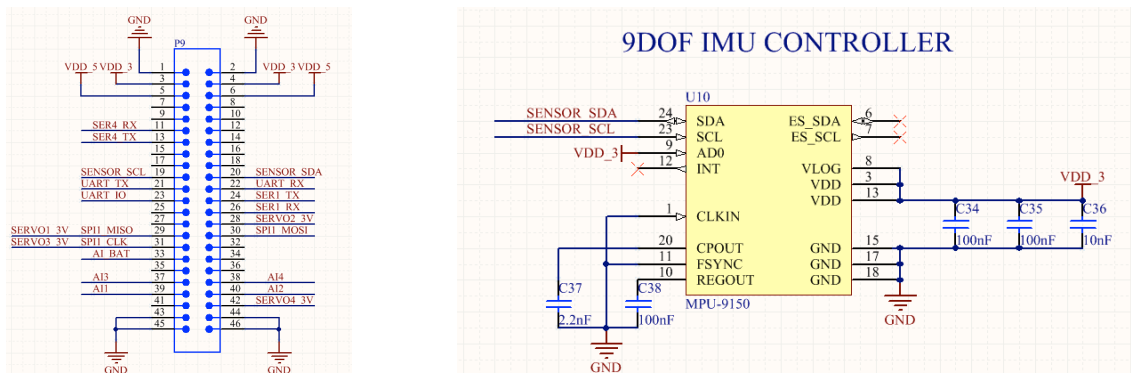 GND GND
P9
VDD_5 VDD_3 VDD_3 VDD_5
1 2
3 4
5 6
7 8
9 10
SER4_RX 11 12
SER4_TX 13 14
15 16
17 18
SENSOR_SCL 19 20 SENSOR_SDA
UART_TX 21 22 UART_RX
UART_IO 23 24 SER1_TX
25 26 SER1_RX
27 28 SERVO2_3V
SERVO1_3V SPI1_MISO 29 30 SPI1_MOSI
SERVO3_3V SPI1_CLK 31 32
AI_BAT 33 34
35 36
AI3 37 38 AI4
AI1 39 40 AI2
41 42 SERVO4_3V
43 44
45 46
GND GND
9DOF IMU CONTROLLER
U10
SENSOR_SDA 24 SDA ES_SDA 6
SENSOR_SCL 23 SCL ES_SCL 7
VDD_3 9 AD0
12 INT VLOG 8
VDD 3
VDD 13
VDD_3
1 CLKIN
C34 C35 C36
100nF 100nF 10nF
20 CPOUT GND 15
11 FSYNC GND 17
10 REGOUT GND 18
C37 C38
2.2nF 100nF
MPU-9150
GND
GND